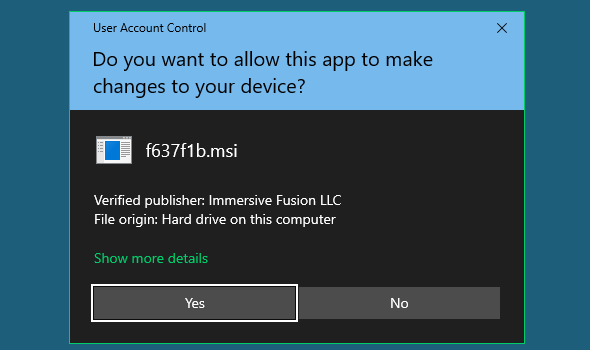 User Account Control
Do you want to allow this app to make
changes to your device?
f637f1b.msi
Verified publisher: Immersive Fusion LLC
File origin: Hard drive on this computer
Show more details
Yes
No